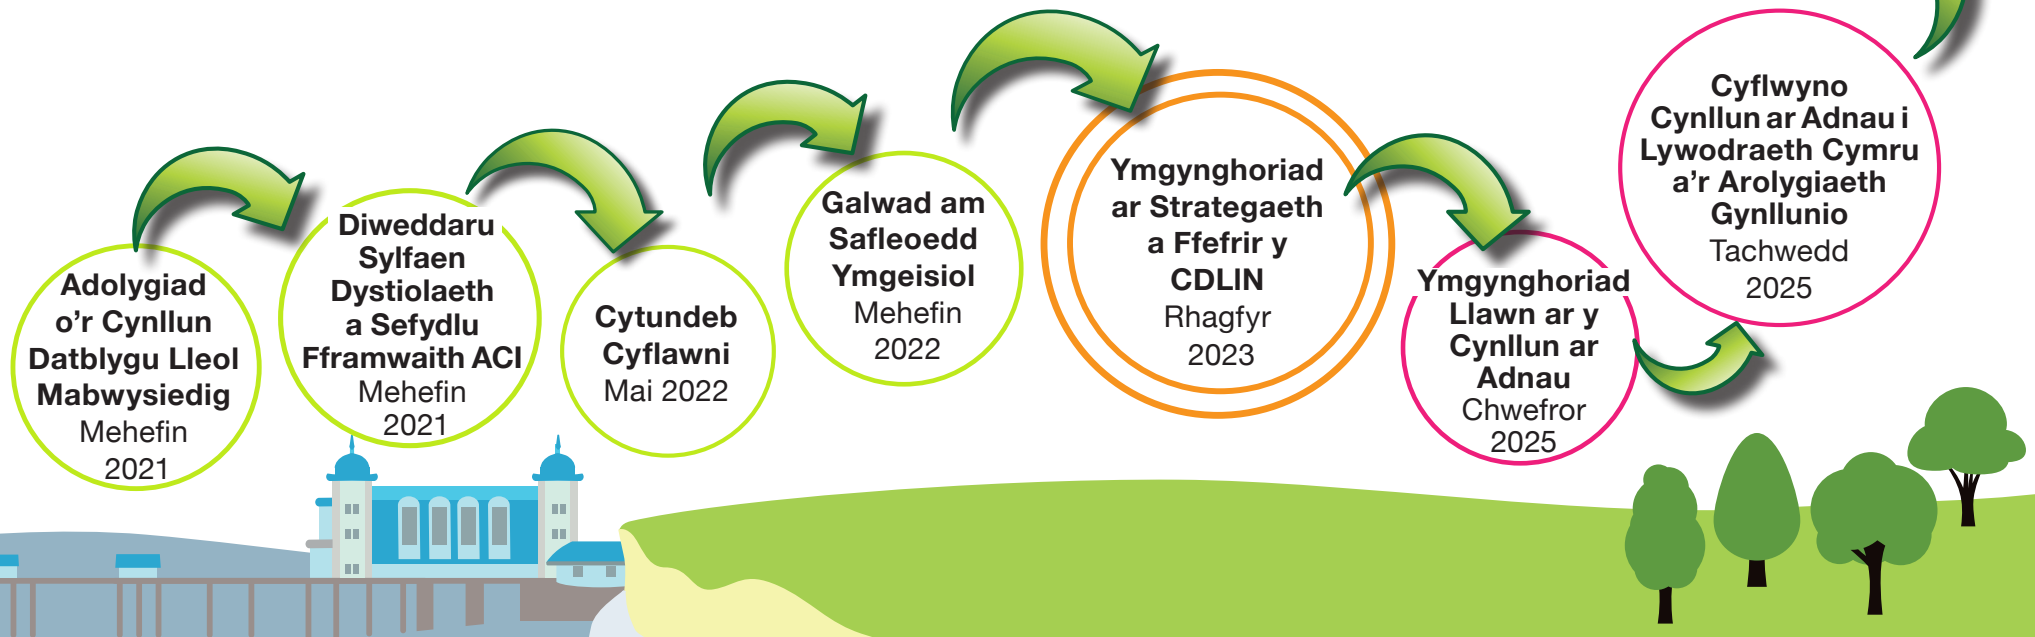 Adolygiad
o’r Cynllun
Datblygu Lleol
Mabwysiedig
Mehefin
2021
Diweddaru
Sylfaen
Dystiolaeth
a Sefydlu
Fframwaith ACI
Mehefin
2021
Cytundeb
Cyflawni
Mai 2022
Galwad am
Safleoedd
Ymgeisiol
Mehefin
2022
Ymgynghoriad
ar Strategaeth
a Ffefrir y
CDLIN
Rhagfyr
2023
Ymgynghoriad
Llawn ar y
Cynllun ar
Adnau
Chwefror
2025
Cyflwyno
Cynllun ar Adnau i
Lywodraeth Cymru
a’r Arolygiaeth
Gynllunio
Tachwedd
2025